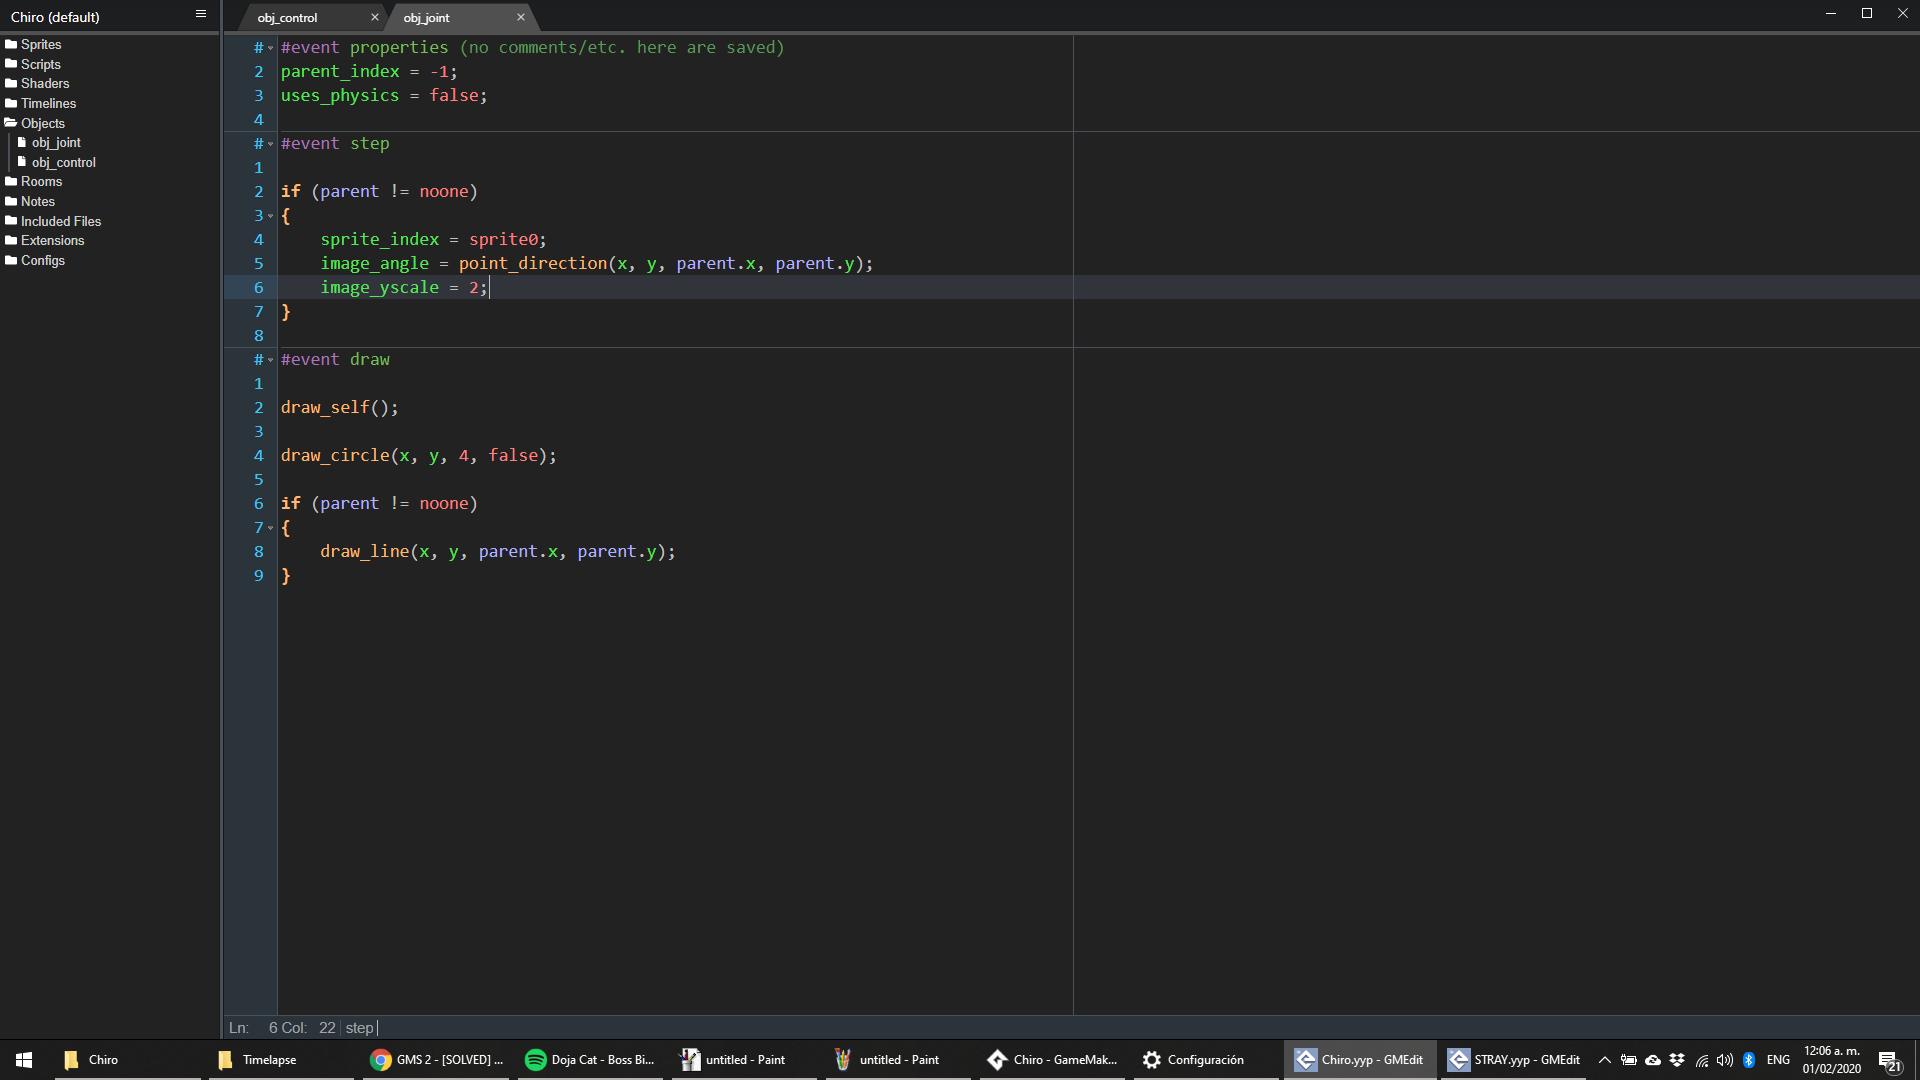 Chiro (default)
obj_control
obj_joint
Sprites
Scripts
Shaders
Timelines
Objects
obj_joint
obj_control
Rooms
Notes
Included Files
Extensions
Configs
# #event properties (no comments/etc. here are saved)
2 parent_index = -1;
3 uses_physics = false;
4
# #event step
1
2 if (parent != noone)
3 {
4 sprite_index = sprite0;
5 image_angle = point_direction(x, y, parent.x, parent.y);
6 image_yscale = 2;
7 }
8
# #event draw
1
2 draw_self();
3
4 draw_circle(x, y, 4, false);
5
6 if (parent != noone)
7 {
8 draw_line(x, y, parent.x, parent.y);
9 }
Ln: 6 Col: 22 step
Chiro
Timelapse
GMS 2 - [SOLVED] ...
Doja Cat - Boss Bi...
untitled - Paint
untitled - Paint
Chiro - GameMak...
Configuración
Chiro.yyp - GMEdit
STRAY.yyp - GMEdit
ENG
12:06 a. m.
01/02/2020
21